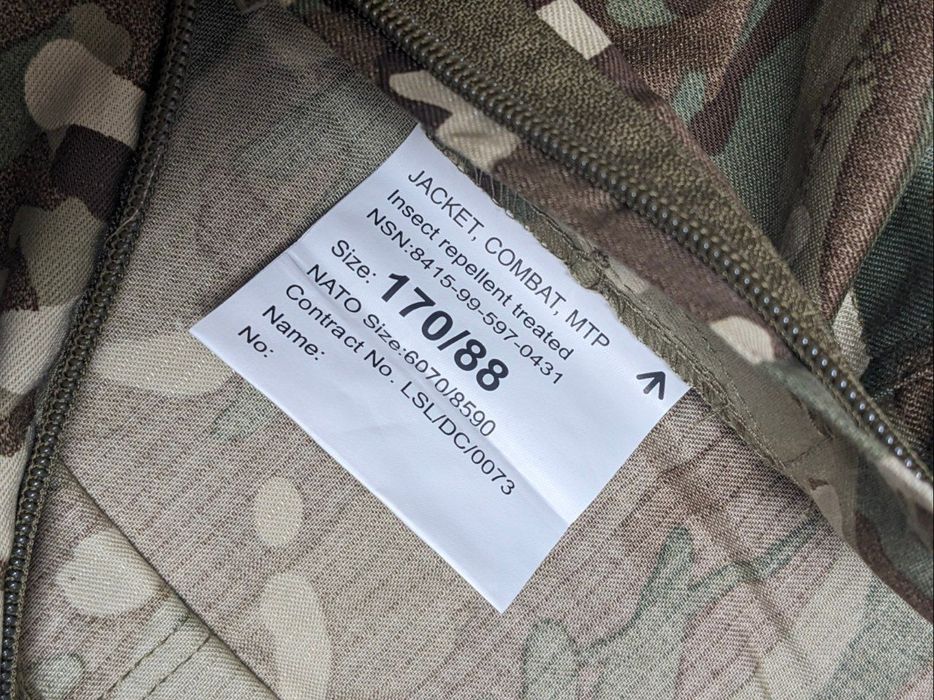 JACKET, COMBAT, MTP
Insect repellent treated
NSN:8415-99-597-0431
Size: 170/88
NATO Size:6070/8590
Contract No. LSL/DC/0073
Name:
No: